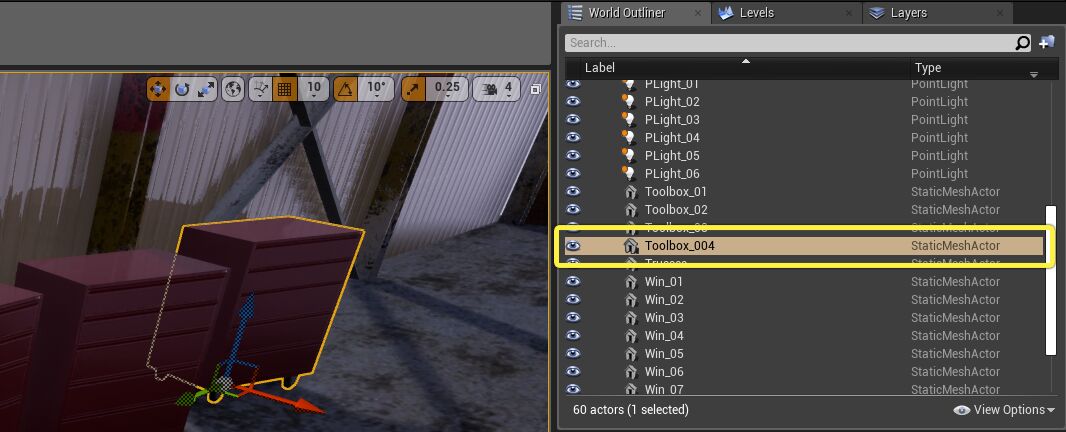 World Outliner
Levels
Layers
Search...
Label Type
PLight_01 PointLight
PLight_02 PointLight
PLight_03 PointLight
PLight_04 PointLight
PLight_05 PointLight
PLight_06 PointLight
Toolbox_01 StaticMeshActor
Toolbox_02 StaticMeshActor
Toolbox_03 StaticMeshActor
Toolbox_004 StaticMeshActor
Trusses StaticMeshActor
Win_01 StaticMeshActor
Win_02 StaticMeshActor
Win_03 StaticMeshActor
Win_04 StaticMeshActor
Win_05 StaticMeshActor
Win_06 StaticMeshActor
Win_07 StaticMeshActor
60 actors (1 selected) View Options
10 10° 0.25 4